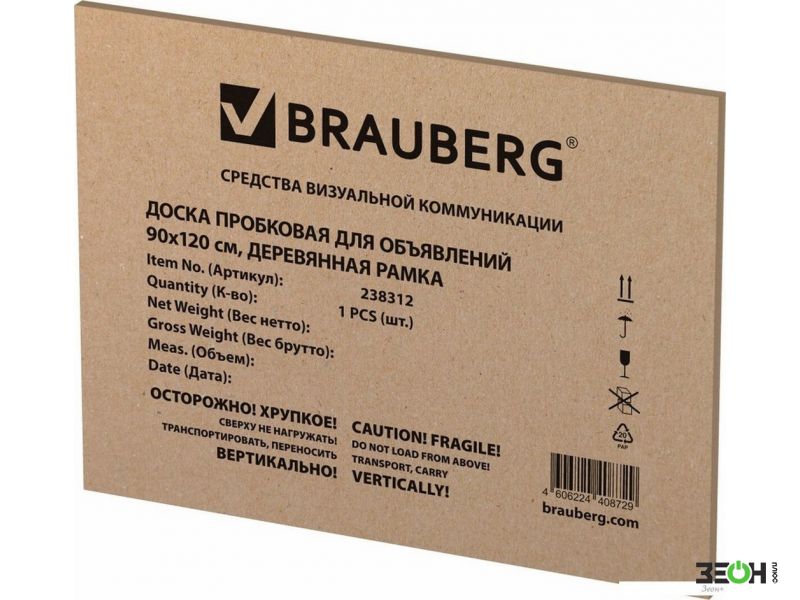 BRAUBERG®
СРЕДСТВА ВИЗУАЛЬНОЙ КОММУНИКАЦИИ
ДОСКА ПРОБКОВАЯ ДЛЯ ОБЪЯВЛЕНИЙ
90х120 см, ДЕРЕВЯННАЯ РАМКА
Item No. (Артикул): 238312
Quantity (К-во): 1 PCS (шт.)
Net Weight (Вес нетто):
Gross Weight (Вес брутто):
Meas. (Объем):
Date (Дата):
ОСТОРОЖНО! ХРУПКОЕ!
СВЕРХУ НЕ НАГРУЖАТЬ!
ТРАНСПОРТИРОВАТЬ, ПЕРЕНОСИТЬ
ВЕРТИКАЛЬНО!
CAUTION! FRAGILE!
DO NOT LOAD FROM ABOVE!
TRANSPORT, CARRY
VERTICALLY!
20
PAP
4 606224 408729
brauberg.com
ЗЕОН
Зеон+